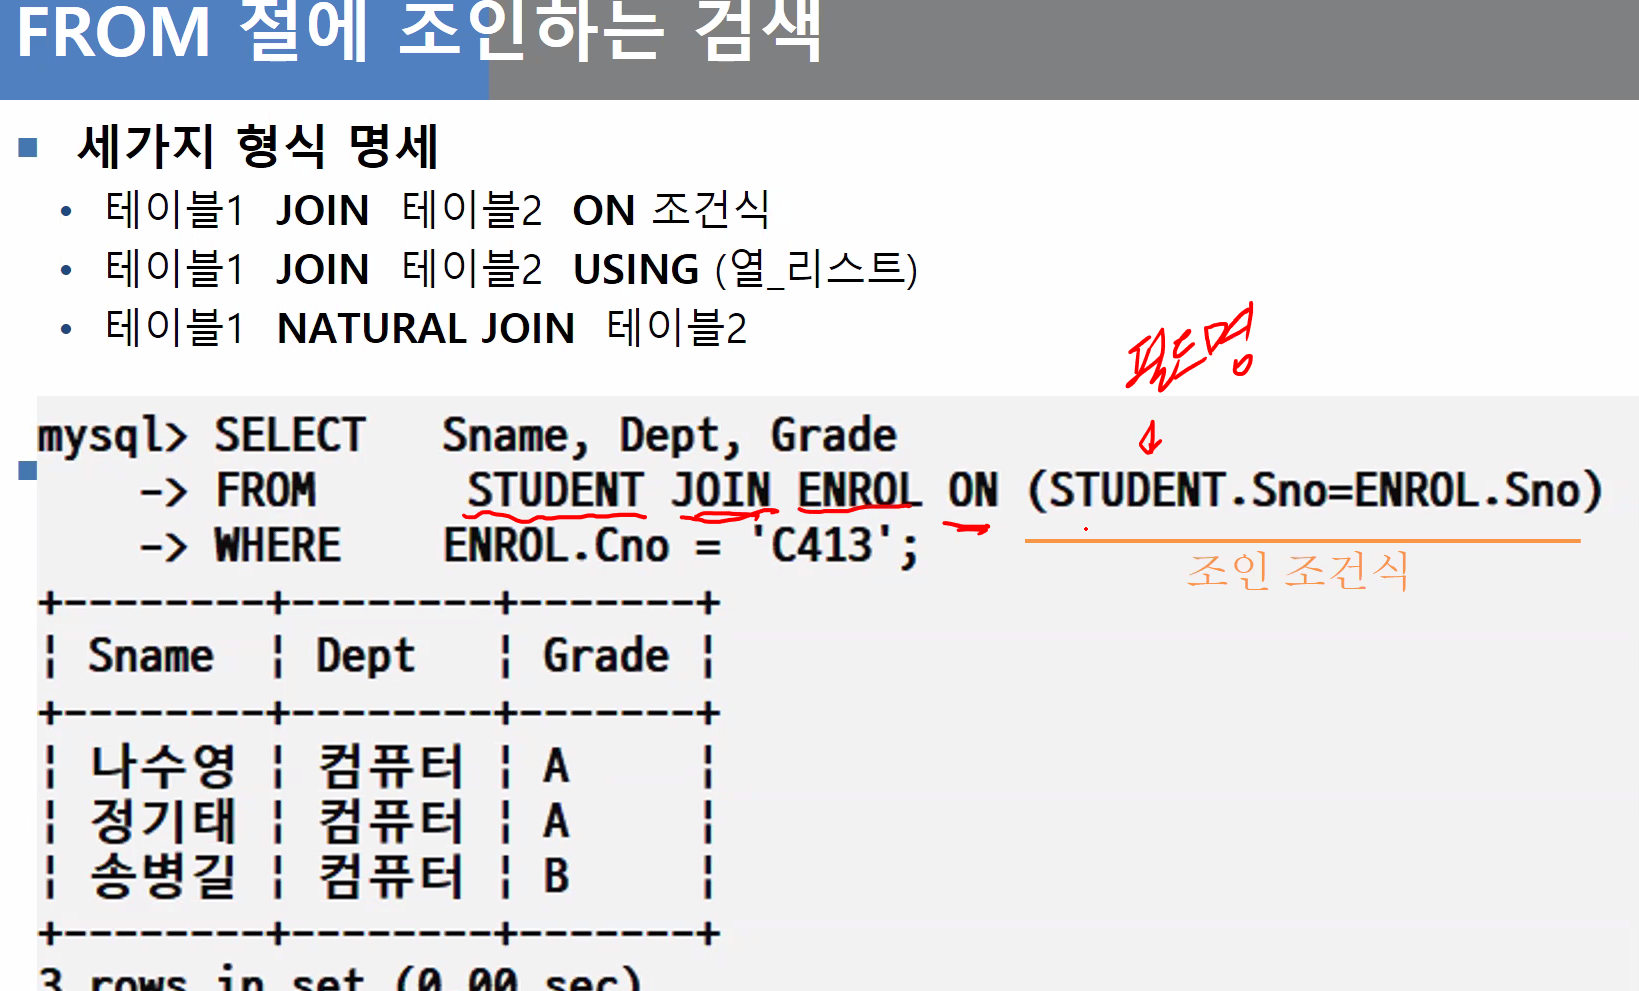 FROM 절에 조인하는 검색
세가지 형식 명세
테이블1 JOIN 테이블2 ON 조건식
테이블1 JOIN 테이블2 USING (열_리스트)
테이블1 NATURAL JOIN 테이블2
필드명
mysql> SELECT Sname, Dept, Grade
-> FROM STUDENT JOIN ENROL ON (STUDENT.Sno=ENROL.Sno)
-> WHERE ENROL.Cno = 'C413';
조인 조건식
+--------+--------+-------+
¦ Sname ¦ Dept ¦ Grade ¦
+--------+--------+-------+
¦ 나수영 ¦ 컴퓨터 ¦ A ¦
¦ 정기태 ¦ 컴퓨터 ¦ A ¦
¦ 송병길 ¦ 컴퓨터 ¦ B ¦
+--------+--------+-------+
3 rows in set (0.00 sec)